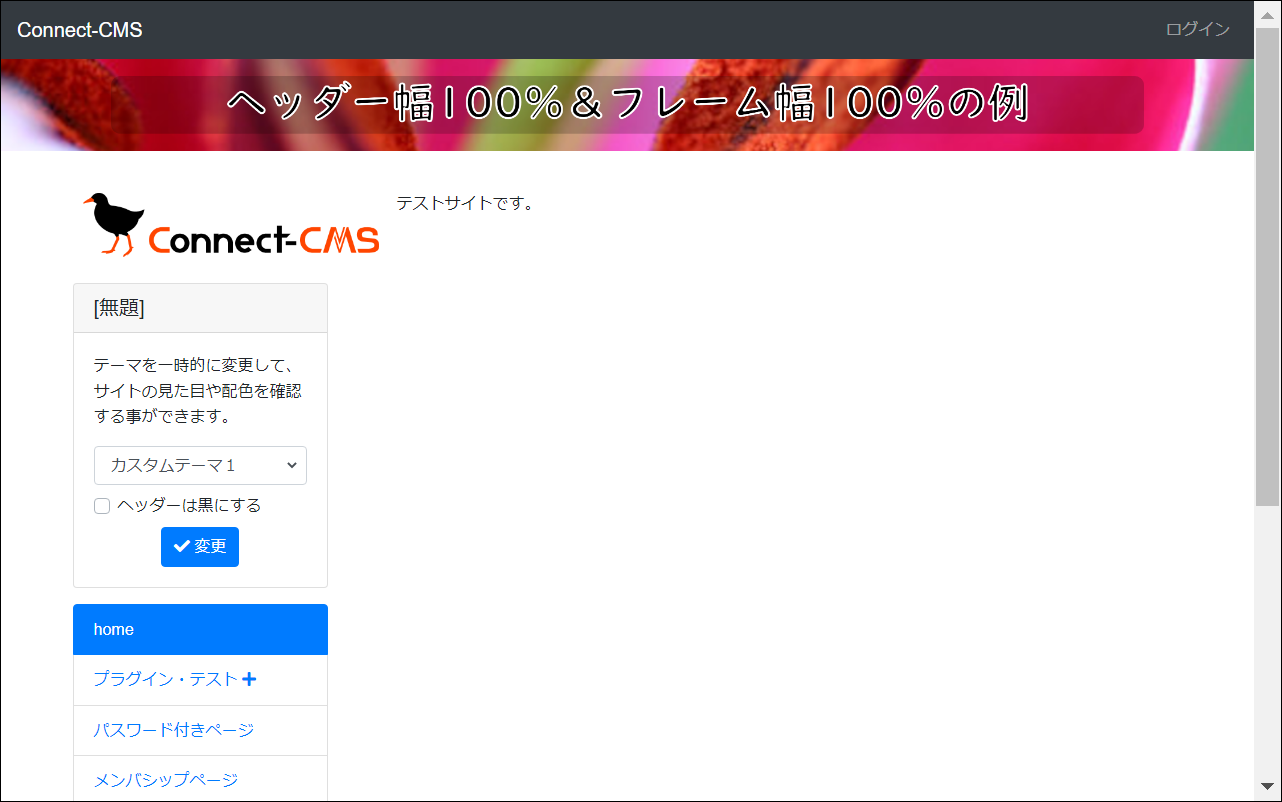 Connect-CMS
ログイン
ヘッダー幅100%&フレーム幅100%の例
Connect-CMS
テストサイトです。
[無題]
テーマを一時的に変更して、
サイトの見た目や配色を確認
する事ができます。
カスタムテーマ1
ヘッダーは黒にする
変更
home
プラグイン・テスト
パスワード付きページ
メンバシップページ